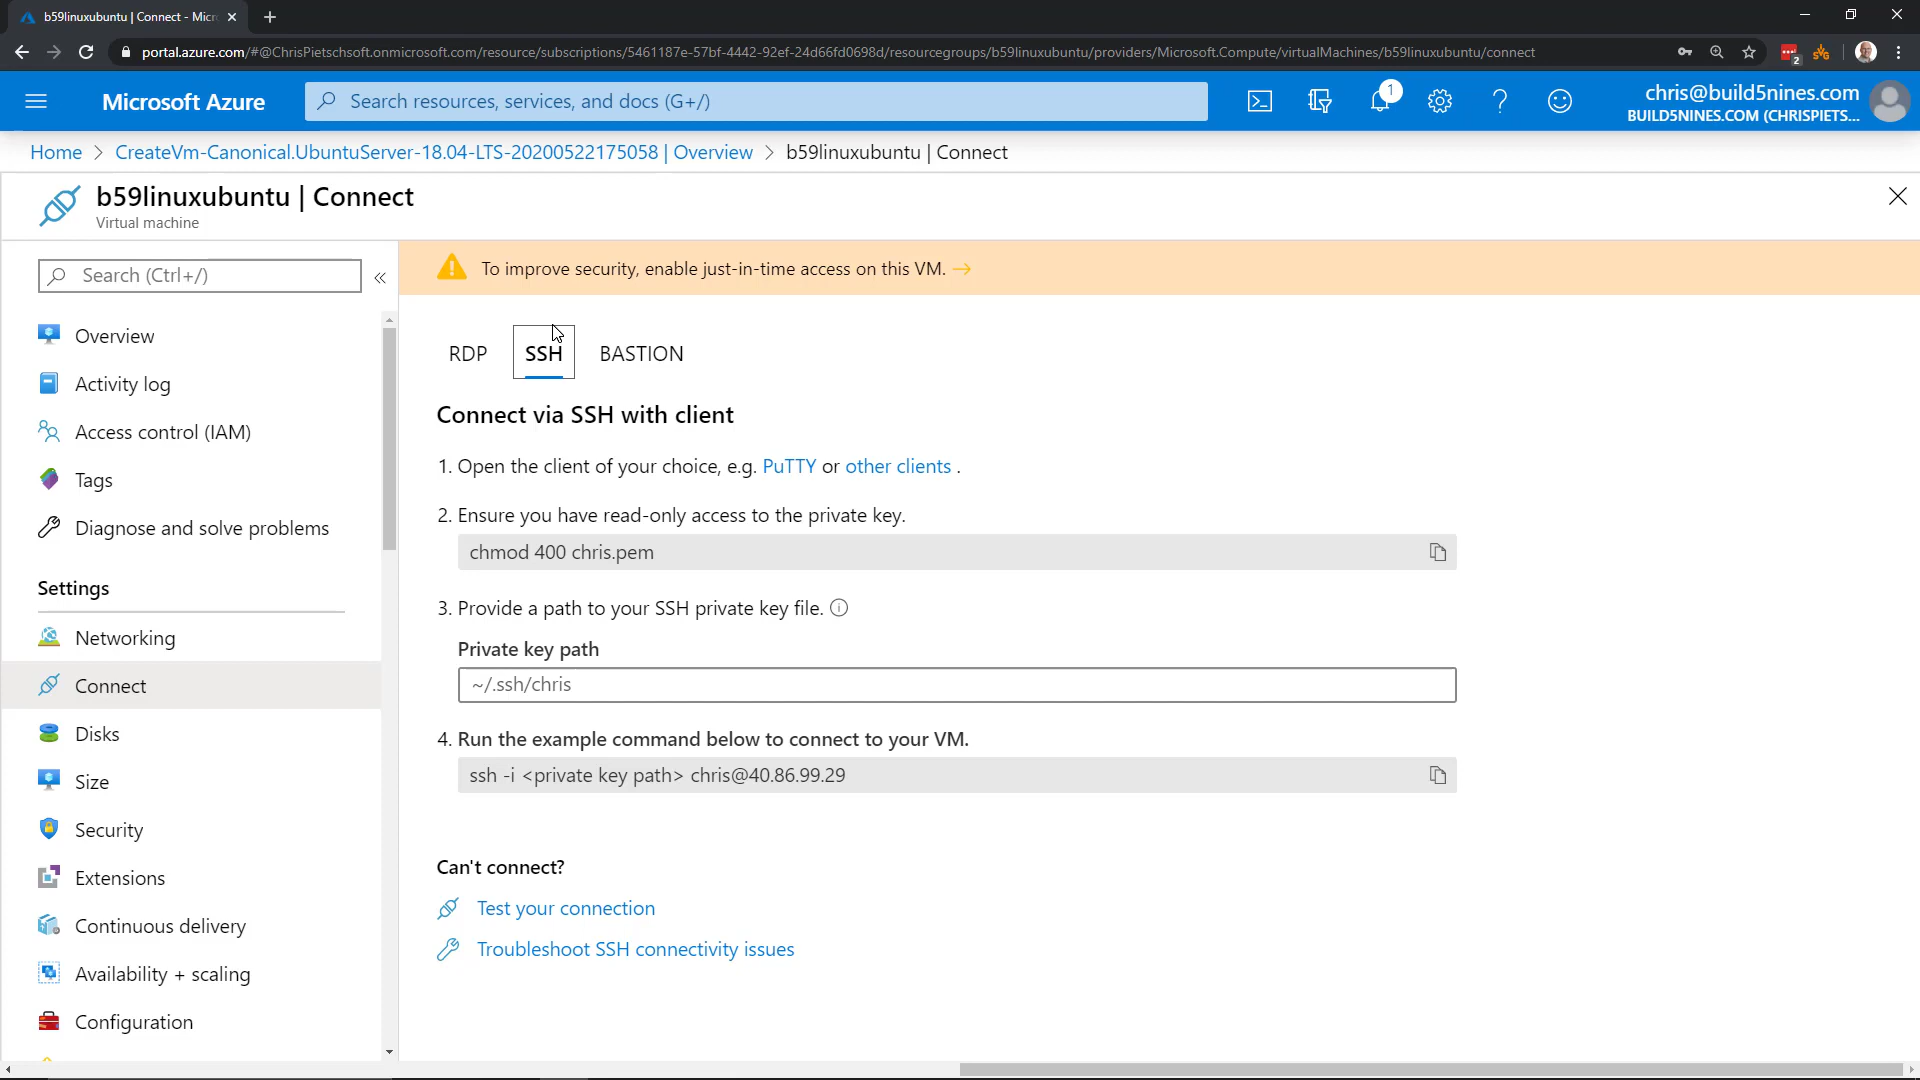 b59linuxubuntu | Connect - Micr
portal.azure.com/#@ChrisPietschsoft.onmicrosoft.com/resource/subscriptions/5461187e-57bf-4442-92ef-24d66fd0698d/resourcegroups/b59linuxubuntu/providers/Microsoft.Compute/virtualMachines/b59linuxubuntu/connect
2
Microsoft Azure
Search resources, services, and docs (G+/)
1
chris@build5nines.com
BUILD5NINES.COM (CHRISPIETS...
Home > CreateVm-Canonical.UbuntuServer-18.04-LTS-20200522175058 | Overview > b59linuxubuntu | Connect
b59linuxubuntu | Connect
Virtual machine
Search (Ctrl+/)
«
Overview
Activity log
Access control (IAM)
Tags
Diagnose and solve problems
Settings
Networking
Connect
Disks
Size
Security
Extensions
Continuous delivery
Availability + scaling
Configuration
To improve security, enable just-in-time access on this VM. →
RDP SSH BASTION
Connect via SSH with client
1. Open the client of your choice, e.g. PuTTY or other clients .
2. Ensure you have read-only access to the private key.
chmod 400 chris.pem
3. Provide a path to your SSH private key file.
Private key path
~/.ssh/chris
4. Run the example command below to connect to your VM.
ssh -i <private key path> chris@40.86.99.29
Can't connect?
Test your connection
Troubleshoot SSH connectivity issues